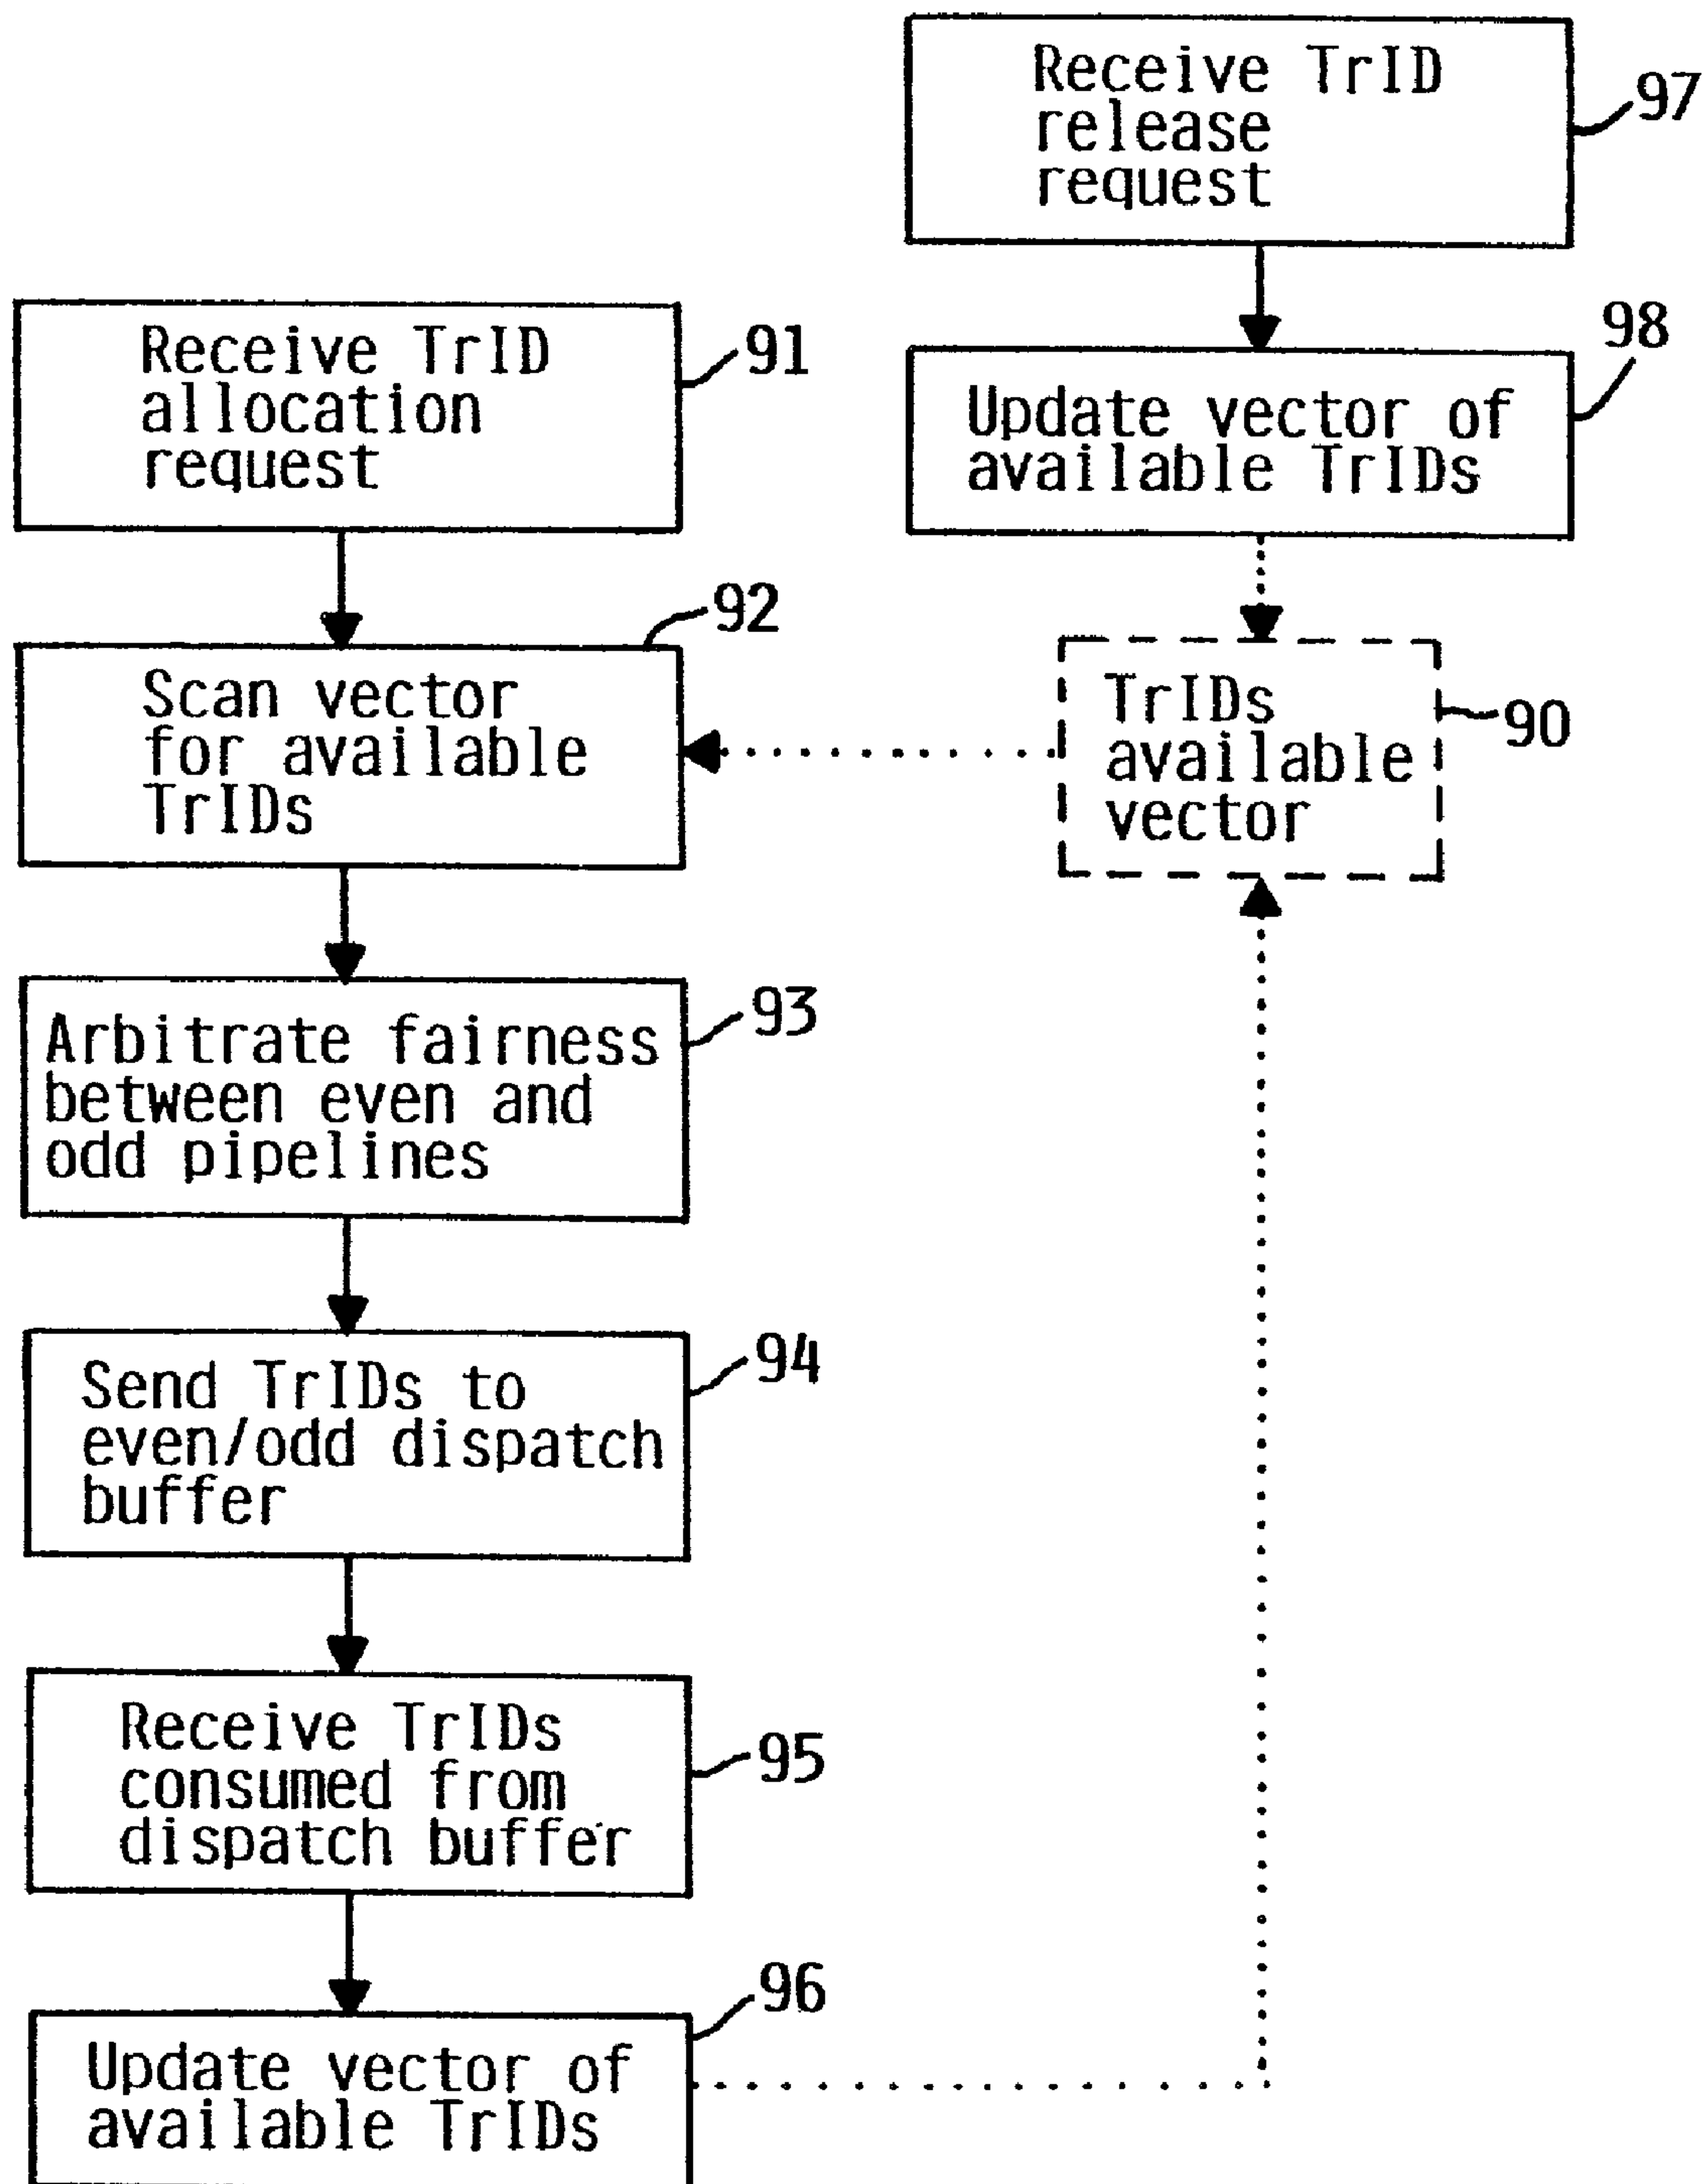 Receive TrID
release
request
97
Receive TrID
allocation
request
91
Update vector of
available TrIDs
98
Scan vector
for available
TrIDs
92
TrIDs
available
vector
90
Arbitrate fairness
between even and
odd pipelines
93
Send TrIDs to
even/odd dispatch
buffer
94
Receive TrIDs
consumed from
dispatch buffer
95
Update vector of
available TrIDs
96